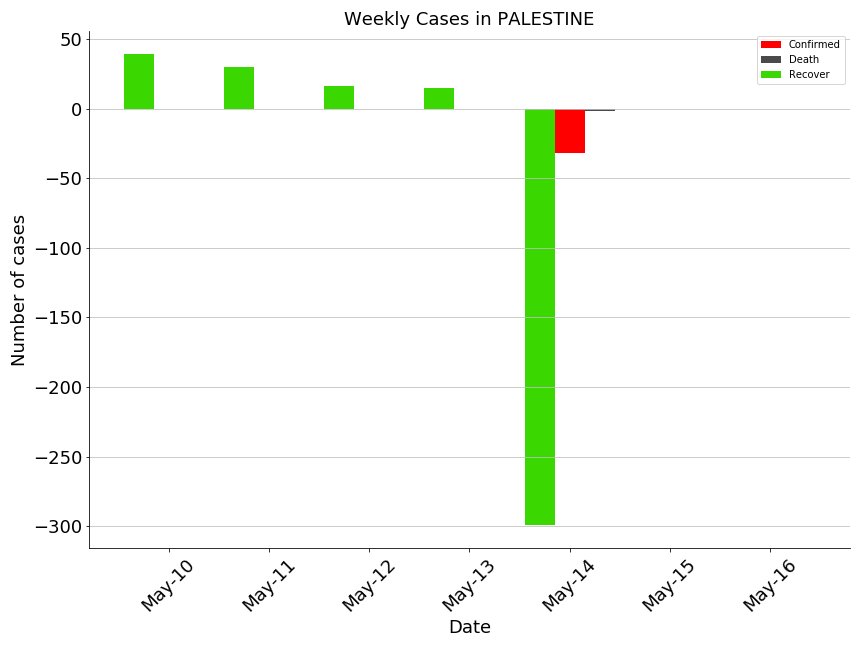 Weekly Cases in PALESTINE
Confirmed
Death
Recover
Number of cases
50
0
−50
−100
−150
−200
−250
−300
May-10
May-11
May-12
May-13
May-14
May-15
May-16
Date